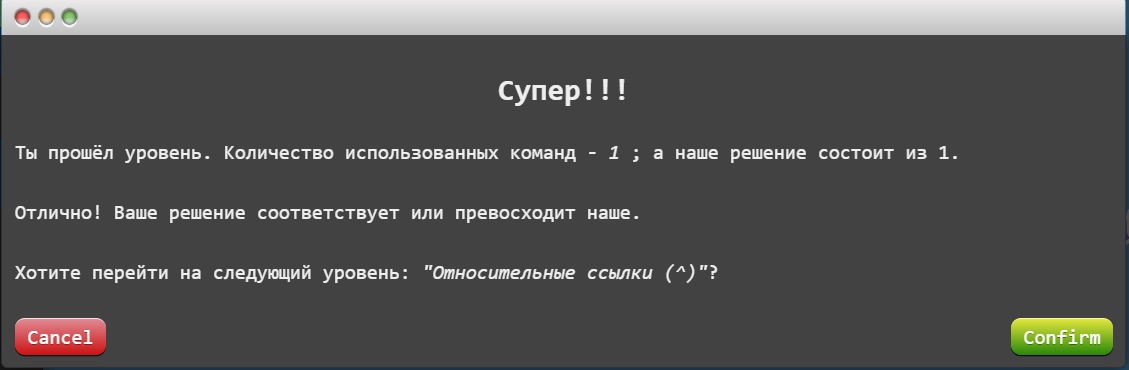 Супер!!!
Ты прошёл уровень. Количество использованных команд - 1 ; а наше решение состоит из 1.
Отлично! Ваше решение соответствует или превосходит наше.
Хотите перейти на следующий уровень: "Относительные ссылки (^)"?
Cancel
Confirm